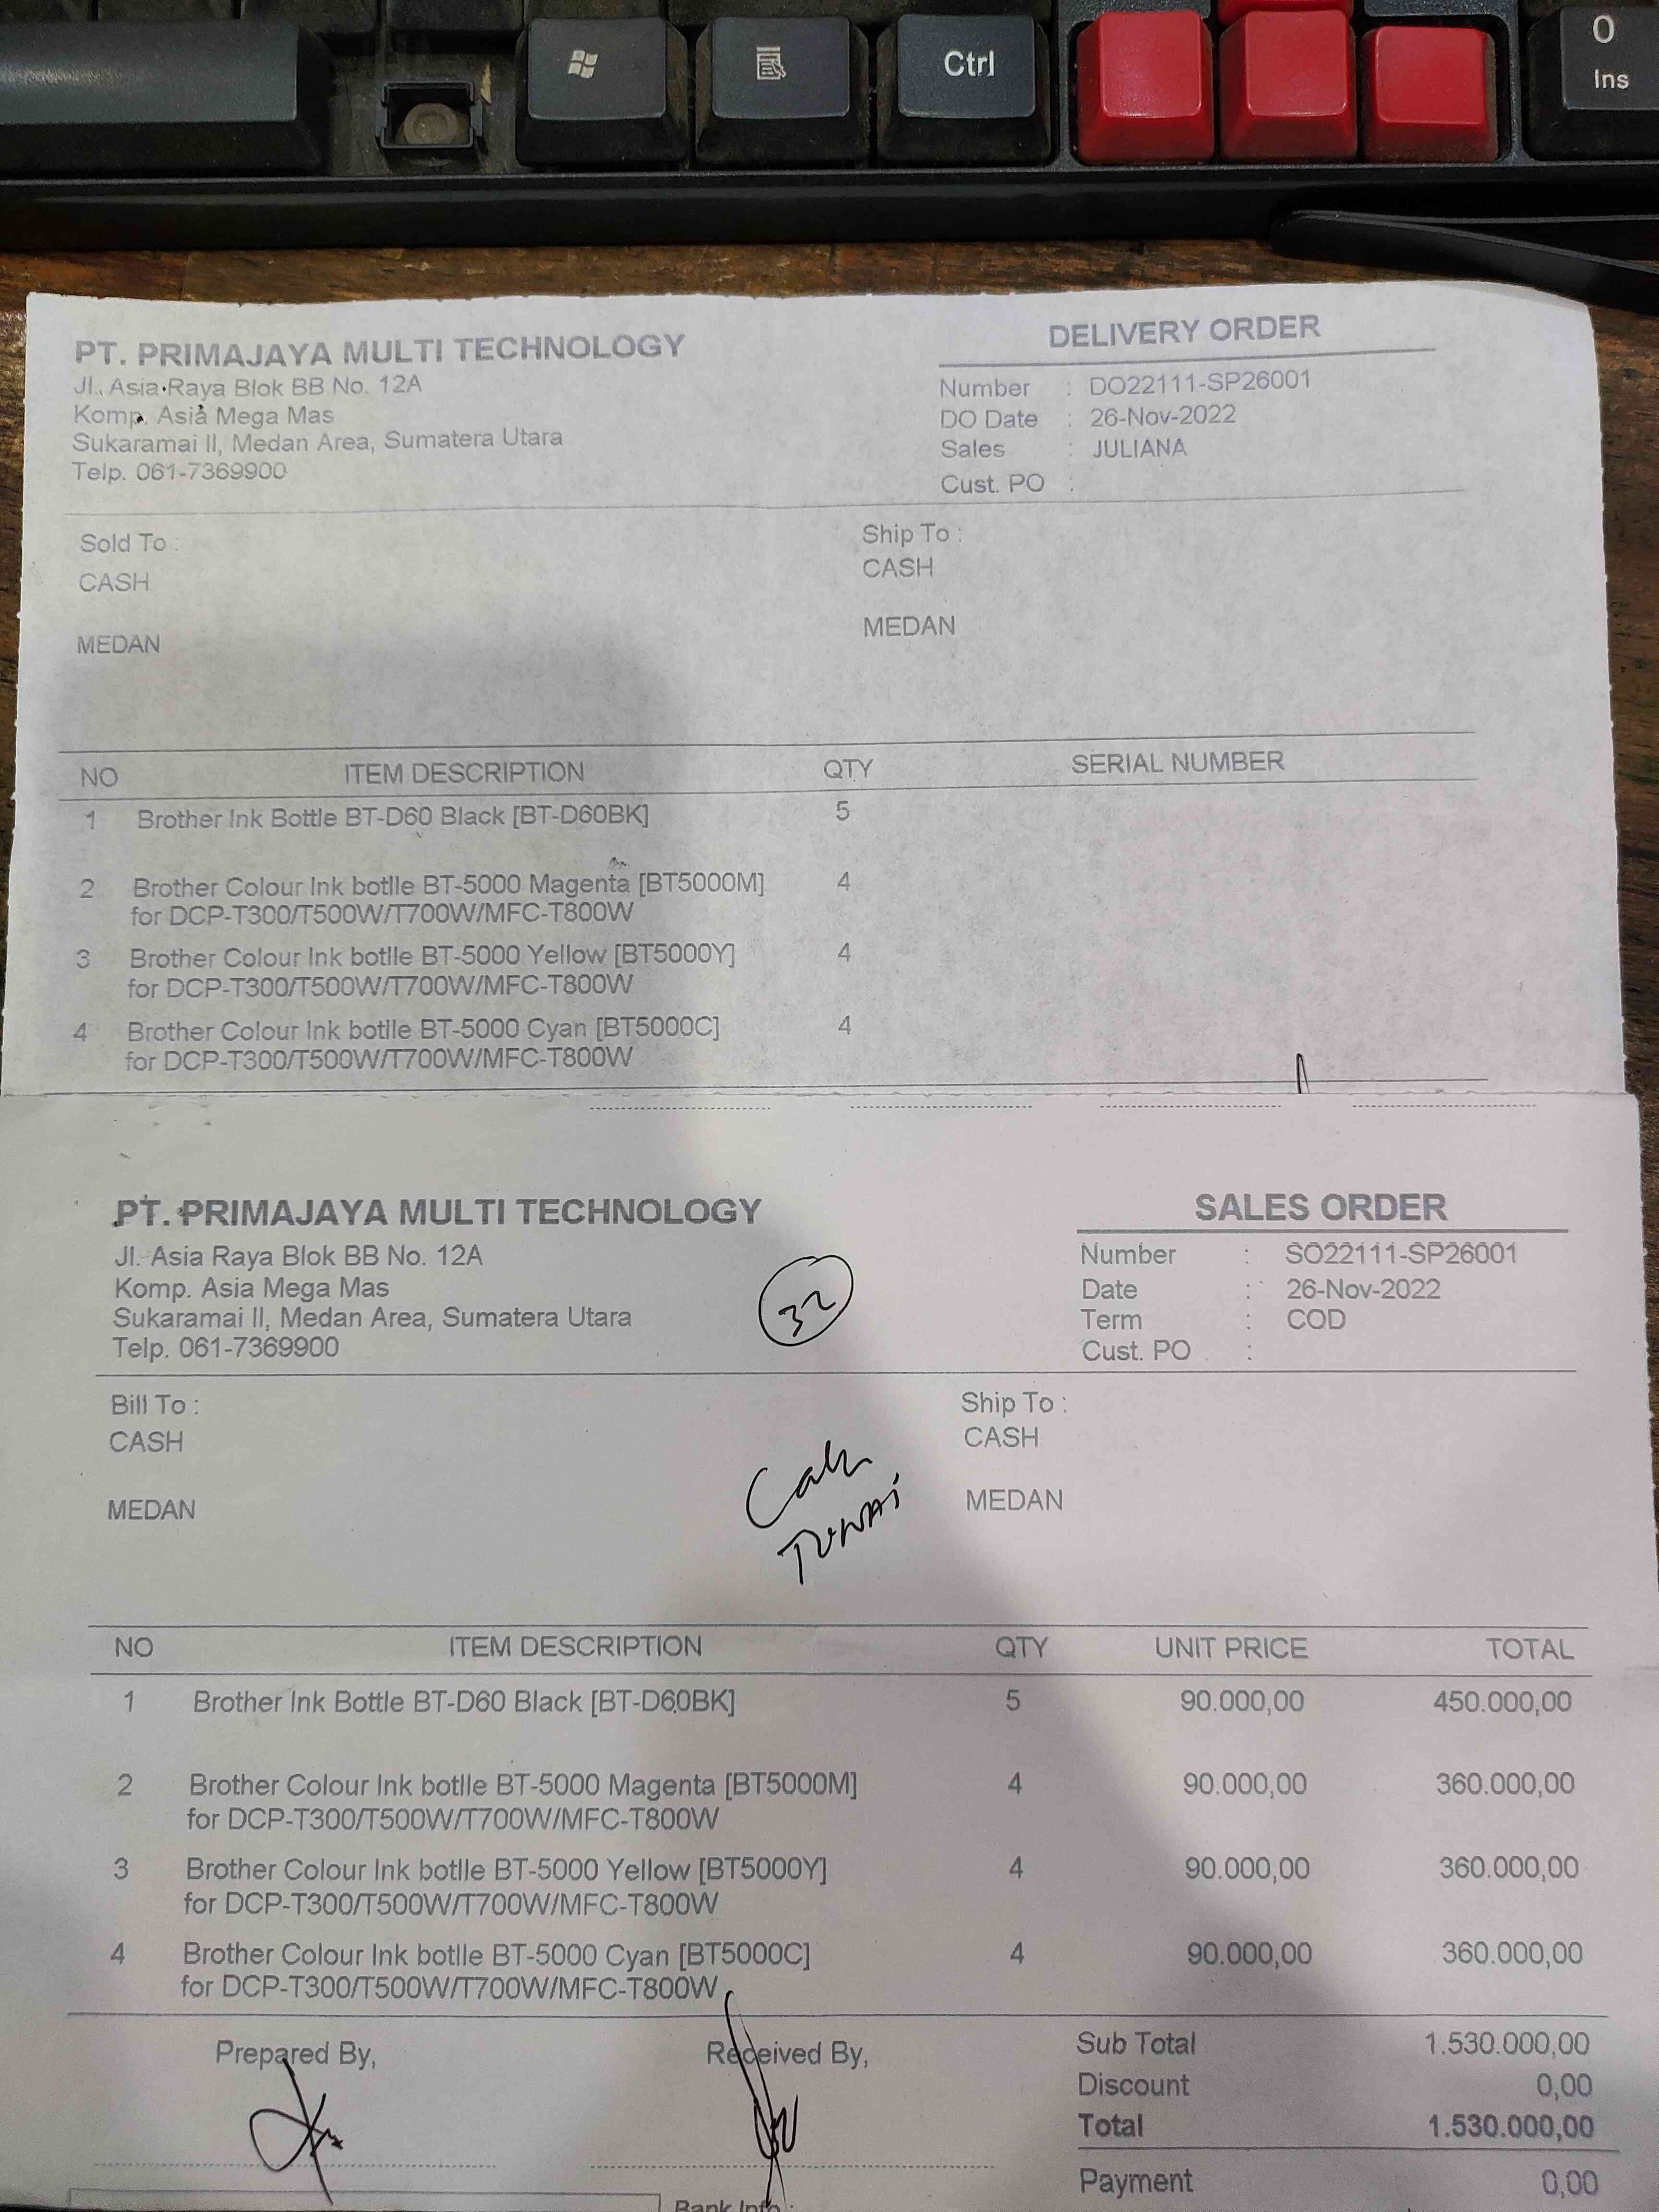 Ctrl
0
Ins
PT. PRIMAJAYA MULTI TECHNOLOGY
Jl. Asia Raya Blok BB No. 12A
Komp. Asia Mega Mas
Sukaramai II, Medan Area, Sumatera Utara
Telp. 061-7369900
DELIVERY ORDER
Number : DO22111-SP26001
DO Date : 26-Nov-2022
Sales : JULIANA
Cust. PO :
Sold To :
CASH
MEDAN
Ship To :
CASH
MEDAN
NO ITEM DESCRIPTION QTY SERIAL NUMBER
1 Brother Ink Bottle BT-D60 Black [BT-D60BK] 5
2 Brother Colour Ink botlle BT-5000 Magenta [BT5000M] 4
for DCP-T300/T500W/T700W/MFC-T800W
3 Brother Colour Ink botlle BT-5000 Yellow [BT5000Y] 4
for DCP-T300/T500W/T700W/MFC-T800W
4 Brother Colour Ink botlle BT-5000 Cyan [BT5000C] 4
for DCP-T300/T500W/T700W/MFC-T800W
PT. PRIMAJAYA MULTI TECHNOLOGY
Jl. Asia Raya Blok BB No. 12A
Komp. Asia Mega Mas
Sukaramai II, Medan Area, Sumatera Utara
Telp. 061-7369900
32
SALES ORDER
Number : SO22111-SP26001
Date : 26-Nov-2022
Term : COD
Cust. PO :
Bill To :
CASH
MEDAN
Ship To :
CASH
MEDAN
NO ITEM DESCRIPTION QTY UNIT PRICE TOTAL
1 Brother Ink Bottle BT-D60 Black [BT-D60BK] 5 90.000,00 450.000,00
2 Brother Colour Ink botlle BT-5000 Magenta [BT5000M] 4 90.000,00 360.000,00
for DCP-T300/T500W/T700W/MFC-T800W
3 Brother Colour Ink botlle BT-5000 Yellow [BT5000Y] 4 90.000,00 360.000,00
for DCP-T300/T500W/T700W/MFC-T800W
4 Brother Colour Ink botlle BT-5000 Cyan [BT5000C] 4 90.000,00 360.000,00
for DCP-T300/T500W/T700W/MFC-T800W
Prepared By,
Received By,
Sub Total 1.530.000,00
Discount 0,00
Total 1.530.000,00
Payment 0,00
Bank Info :